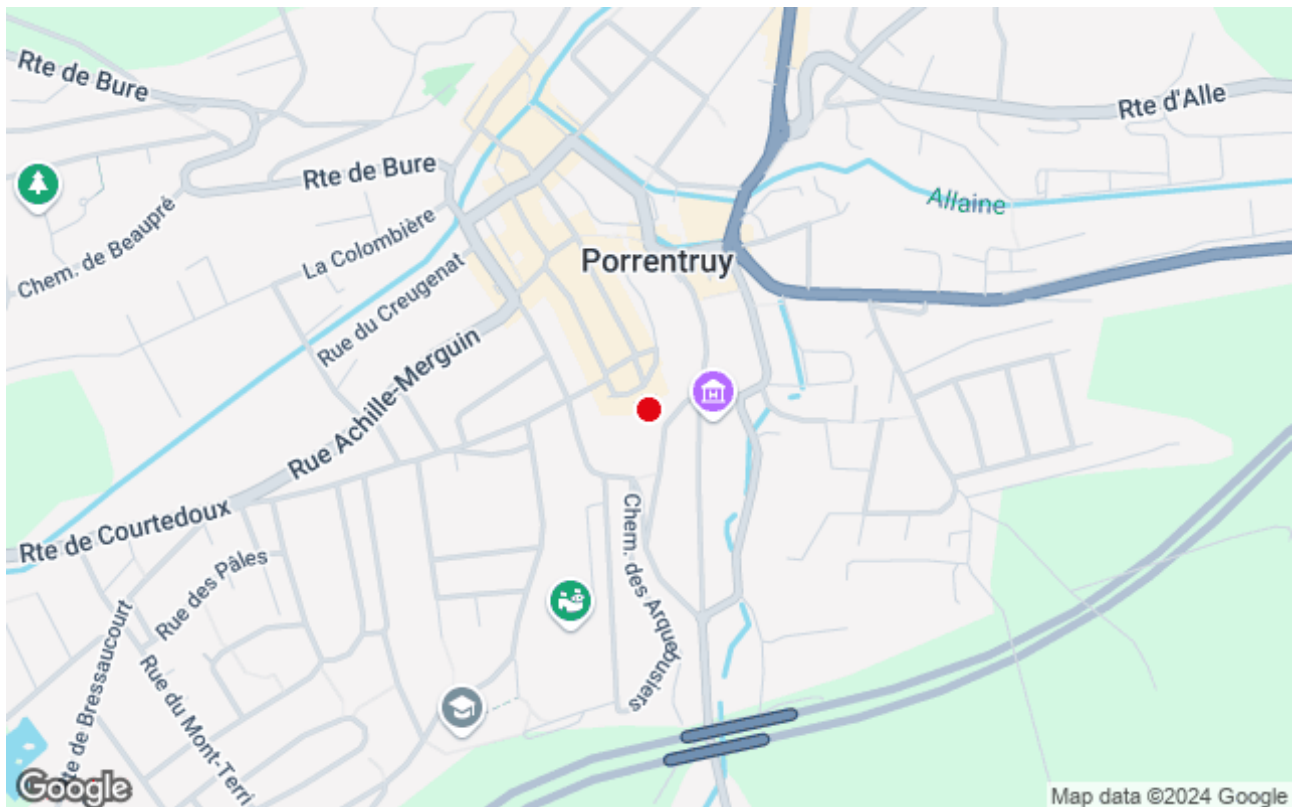 Rte de Bure
Rte d'Alle
Rte de Bure
Allaine
Chem. de Beaupré
La Colombière
Porrentruy
Rue du Creugenat
Rue Achille-Merguin
Rte de Courtedoux
Chem. des Arquebusiers
Rue des Pâles
te de Bressaucourt
Rue du Mont-Terri
Google
Map data ©2024 Google